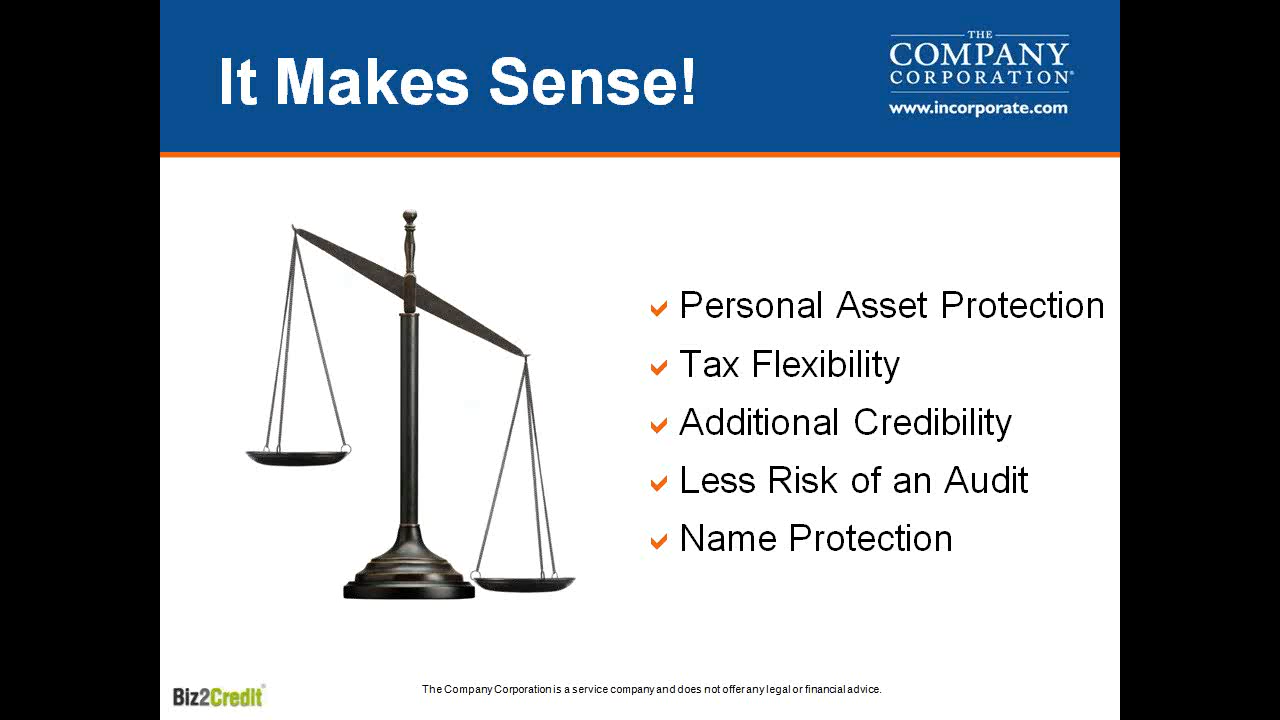 It Makes Sense!
THE
COMPANY
CORPORATION®
www.incorporate.com
Personal Asset Protection
Tax Flexibility
Additional Credibility
Less Risk of an Audit
Name Protection
Biz2Credit®
The Company Corporation is a service company and does not offer any legal or financial advice.